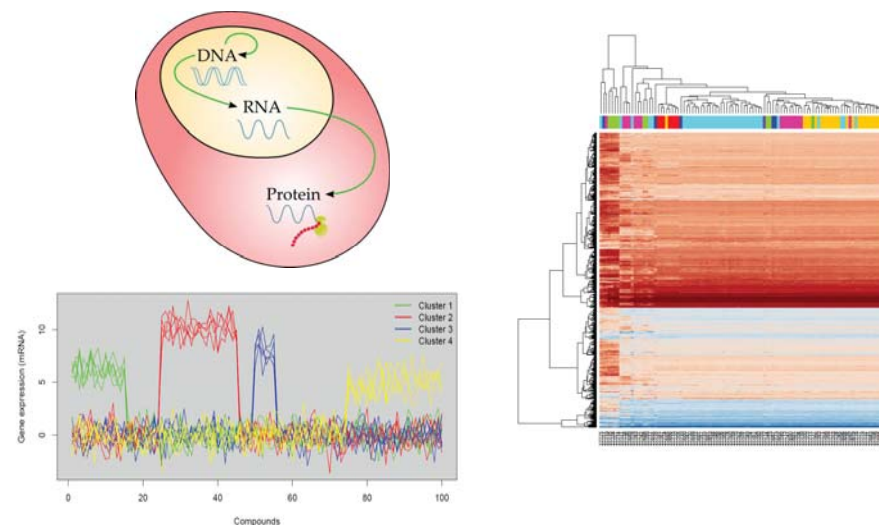 DNA
RNA
Protein
Gene expression (mRNA)
10
5
0
Cluster 1
Cluster 2
Cluster 3
Cluster 4
0 20 40 60 80 100
Compounds